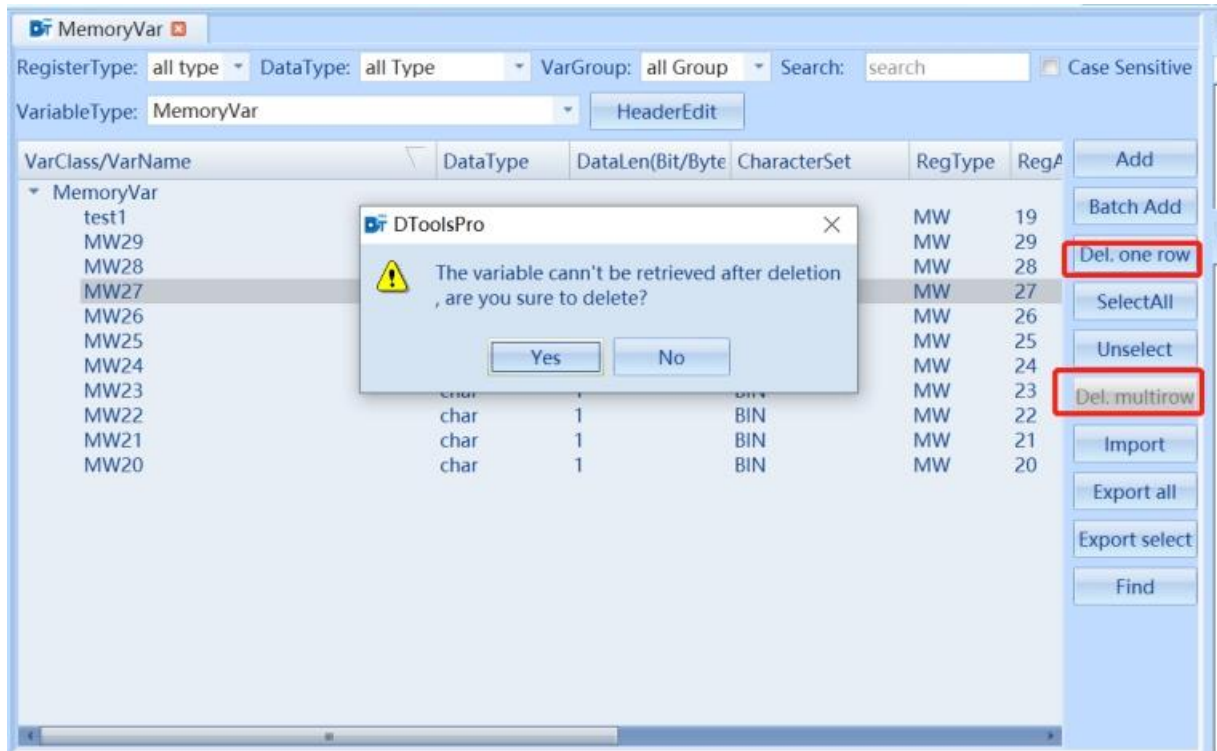 DT MemoryVar
RegisterType: all type DataType: all Type VarGroup: all Group Search: search Case Sensitive
VariableType: MemoryVar HeaderEdit
VarClass/VarName DataType DataLen(Bit/Byte CharacterSet RegType RegA
MemoryVar
test1 MW 19
MW29 MW 29
MW28 MW 28
MW27 MW 27
MW26 MW 26
MW25 MW 25
MW24 MW 24
MW23 char 1 BIN MW 23
MW22 char 1 BIN MW 22
MW21 char 1 BIN MW 21
MW20 char 1 BIN MW 20
DT DToolsPro
The variable cann't be retrieved after deletion
, are you sure to delete?
Yes No
Add
Batch Add
Del. one row
SelectAll
Unselect
Del. multirow
Import
Export all
Export select
Find